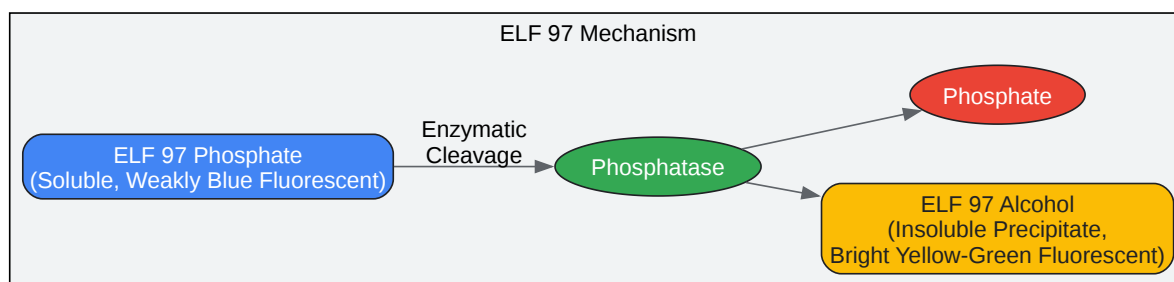 ELF 97 Mechanism
ELF 97 Phosphate
(Soluble, Weakly Blue Fluorescent)
Enzymatic
Cleavage
Phosphatase
Phosphate
ELF 97 Alcohol
(Insoluble Precipitate,
Bright Yellow-Green Fluorescent)